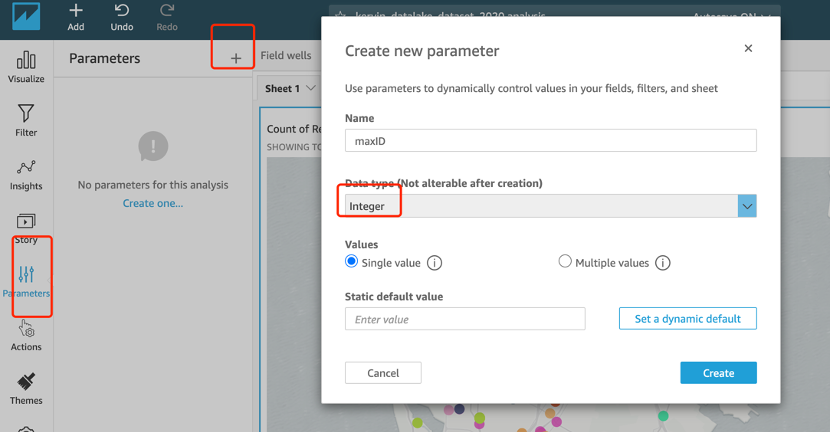 Add
Undo
Redo
kervin_datalake_dataset_2020 analysis
Autosave ON
Parameters
+
Field wells
Visualize
Filter
Insights
Story
Parameters
Actions
Themes
No parameters for this analysis
Create one...
Sheet 1
Count of Re
SHOWING TO
Create new parameter
Use parameters to dynamically control values in your fields, filters, and sheet
Name
maxID
Data type (Not alterable after creation)
Integer
Values
Single value
Multiple values
Static default value
Enter value
Set a dynamic default
Cancel
Create